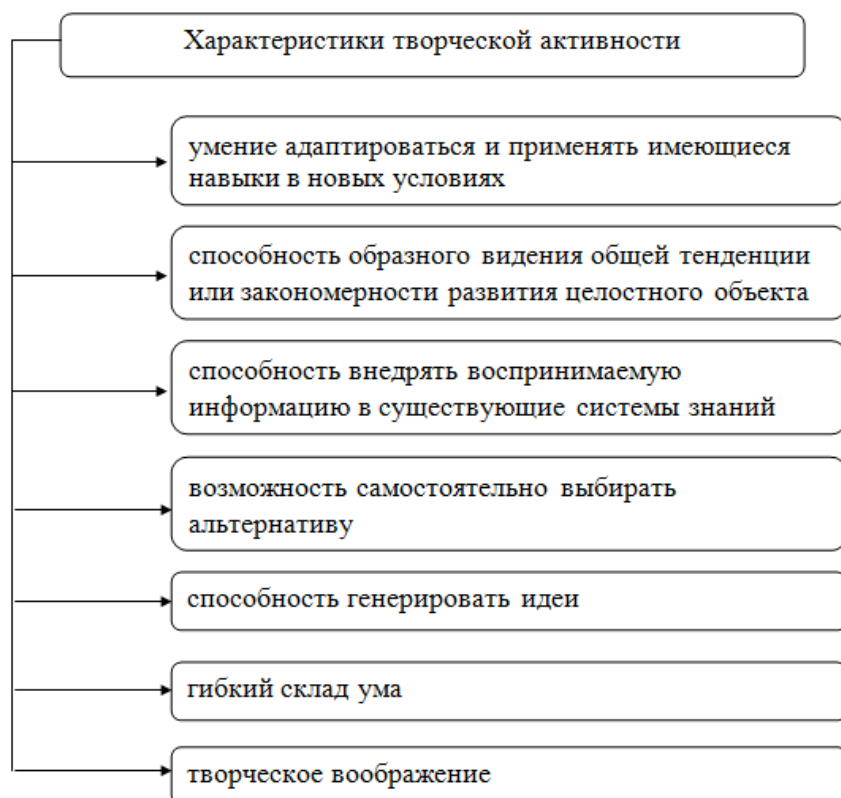 Характеристики творческой активности
умение адаптироваться и применять имеющиеся
навыки в новых условиях
способность образного видения общей тенденции
или закономерности развития целостного объекта
способность внедрять воспринимаемую
информацию в существующие системы знаний
возможность самостоятельно выбирать
альтернативу
способность генерировать идеи
гибкий склад ума
творческое воображение